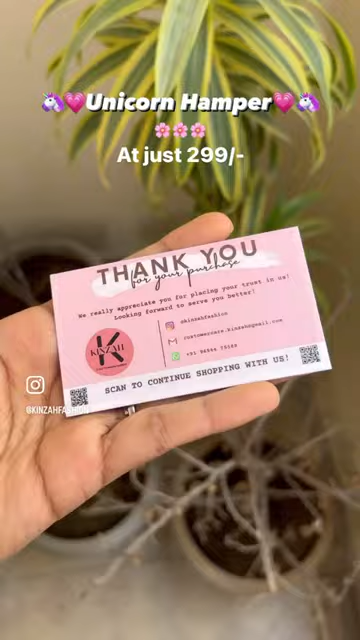 🦄💗Unicorn Hamper💗🦄
🌸🌸🌸
At just 299/-
THANK YOU
for your purchase
We really appreciate you for placing your trust in us!
Looking forward to serve you better!
K
KINZAH
@kinzahfashion
customercare.kinzah@gmail.com
+91
SCAN TO CONTINUE SHOPPING WITH US!
@KINZAHFASHION